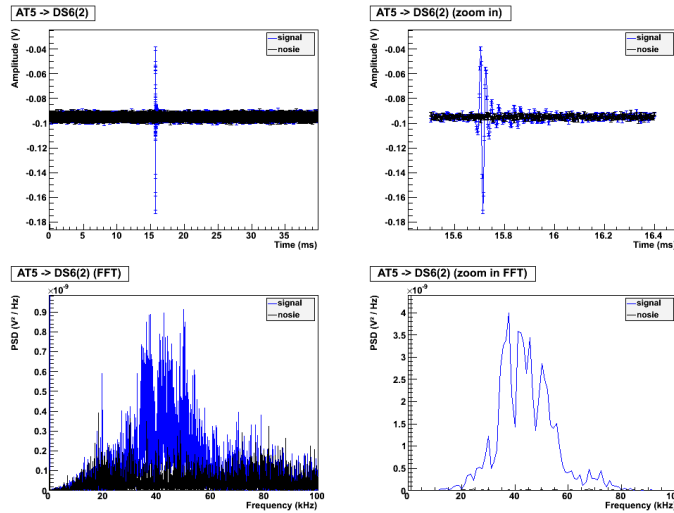 AT5 -> DS6(2)
Amplitude (V)
signal
nosie
-0.04
-0.06
-0.08
-0.1
-0.12
-0.14
-0.16
-0.18
0 5 10 15 20 25 30 35
Time (ms)
AT5 -> DS6(2) (zoom in)
Amplitude (V)
signal
nosie
-0.04
-0.06
-0.08
-0.1
-0.12
-0.14
-0.16
-0.18
15.6 15.8 16 16.2 16.4
Time (ms)
AT5 -> DS6(2) (FFT)
×10⁻⁹
PSD (V² / Hz)
signal
nosie
0.9
0.8
0.7
0.6
0.5
0.4
0.3
0.2
0.1
0
0 20 40 60 80 100
Frequency (kHz)
AT5 -> DS6(2) (zoom in FFT)
×10⁻⁹
PSD (V² / Hz)
signal
nosie
4
3.5
3
2.5
2
1.5
1
0.5
0
0 20 40 60 80 100
Frequency (kHz)